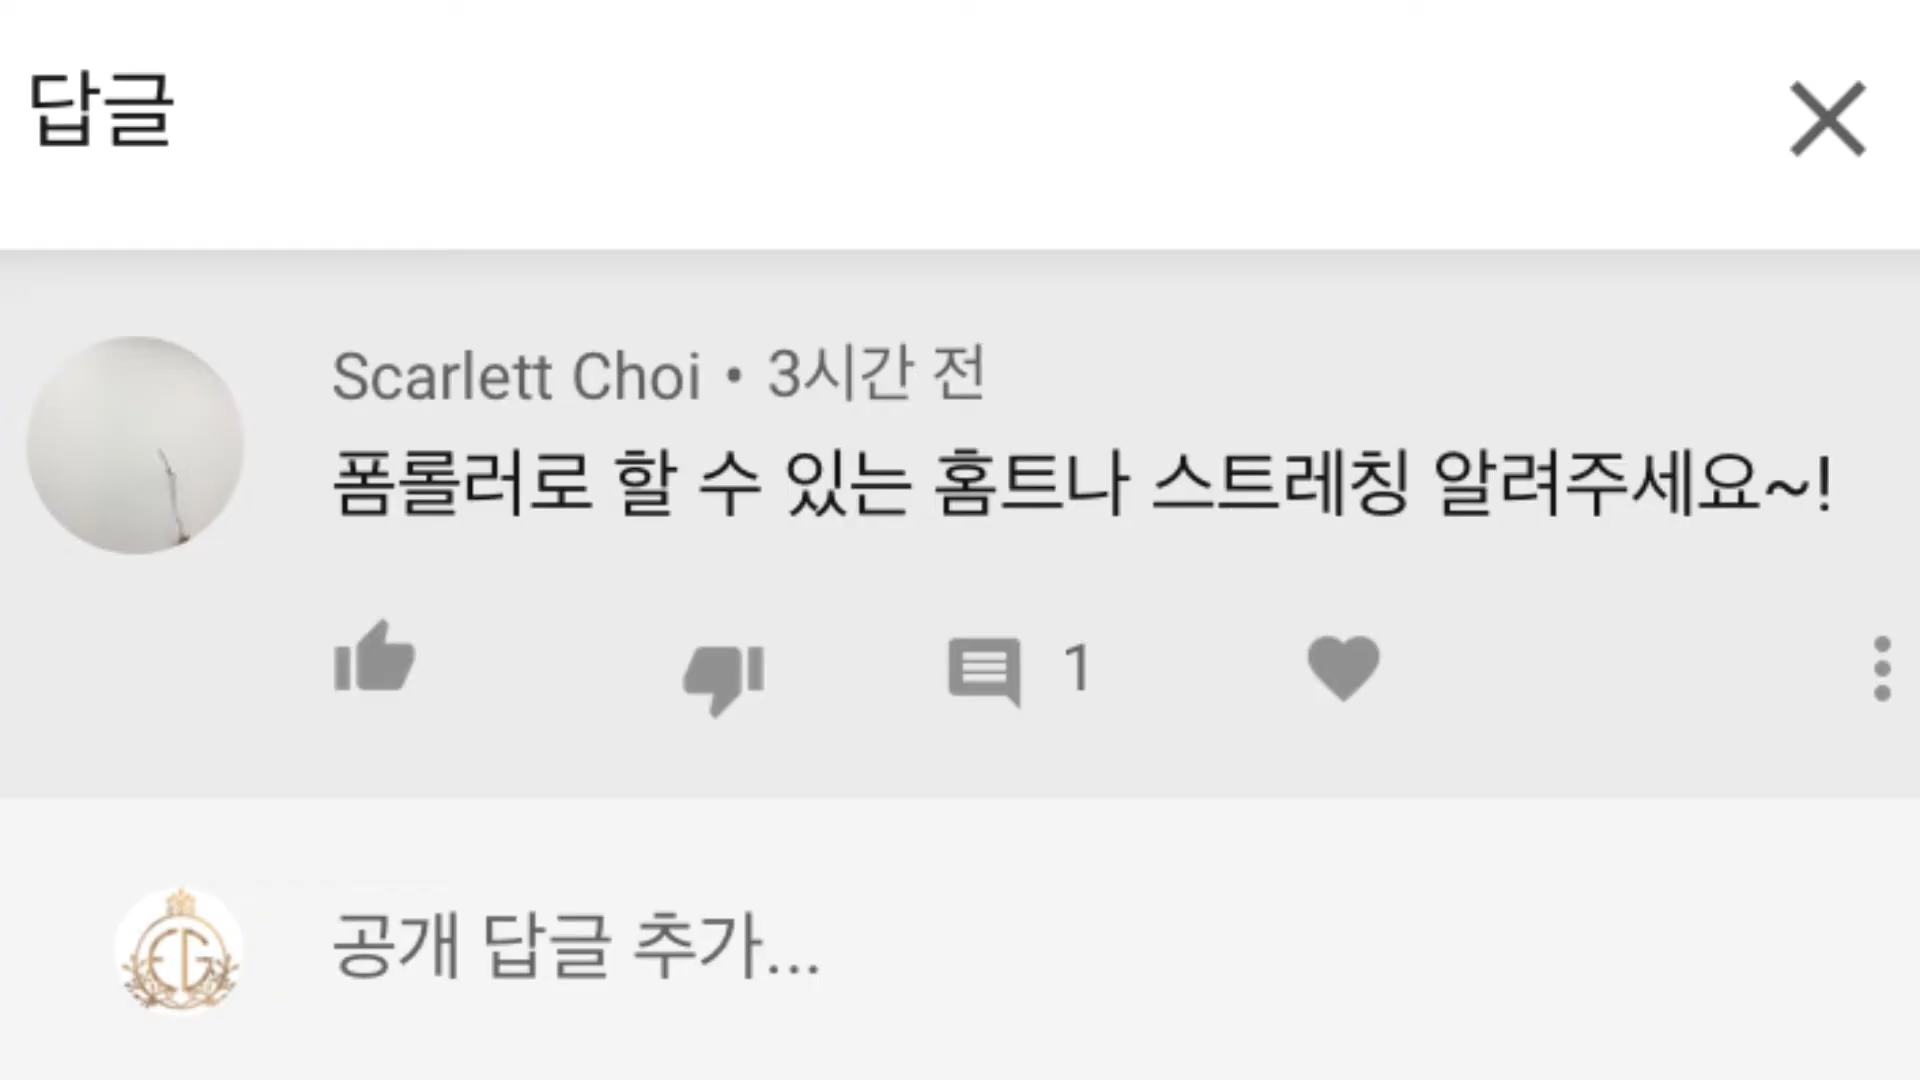 답글
Scarlett Choi • 3시간 전
폼롤러로 할 수 있는 홈트나 스트레칭 알려주세요~!
1
EG
공개 답글 추가...